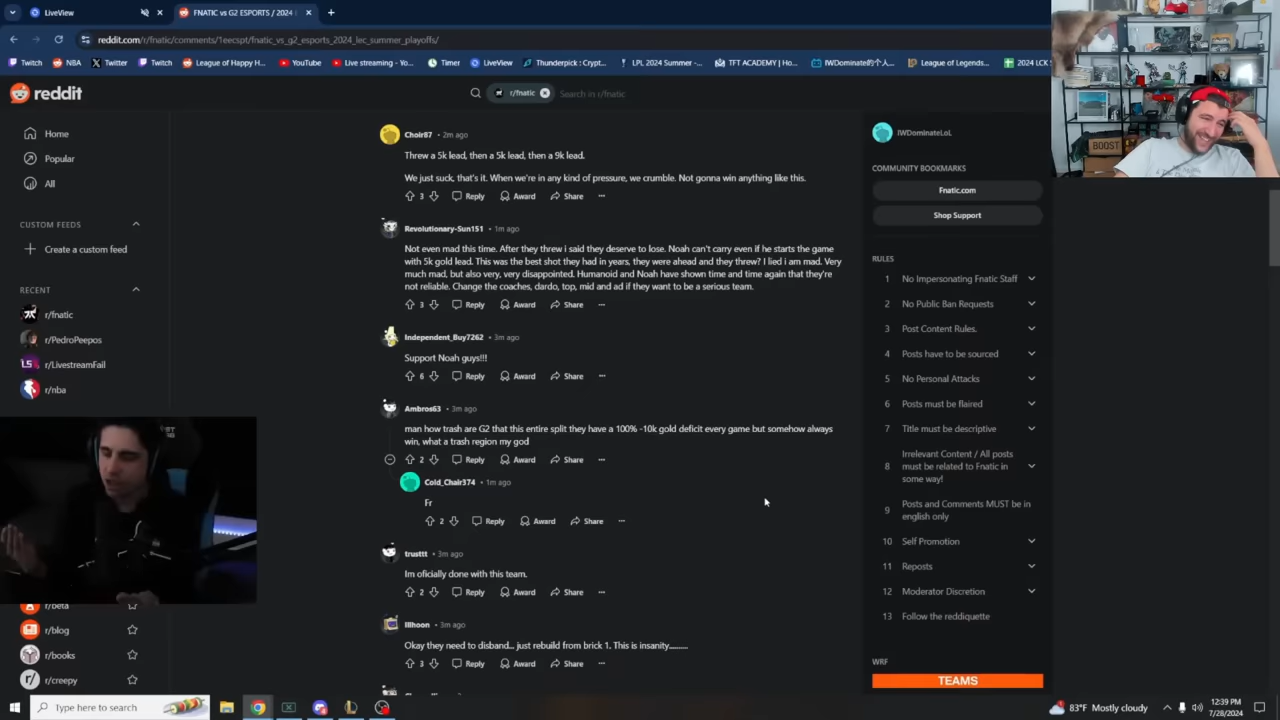 LiveView
FNATIC vs G2 ESPORTS / 2024
reddit.com/r/fnatic/comments/1eecspt/fnatic_vs_g2_esports_2024_lec_summer_playoffs/
Twitch
NBA
Twitter
Twitch
League of Happy H...
YouTube
Live streaming - Yo...
Timer
LiveView
Thunderpick : Crypt...
LPL 2024 Summer -...
TFT ACADEMY | Ho...
IWDominate的个人...
League of Legends...
2024 LCK
reddit
r/fnatic
Search in r/fnatic
Home
Popular
All
CUSTOM FEEDS
Create a custom feed
RECENT
r/fnatic
r/PedroPeepos
r/LivestreamFail
r/nba
r/beta
r/blog
r/books
r/creepy
Choir87 • 2m ago
Threw a 5k lead, then a 5k lead, then a 9k lead.
We just suck, that's it. When we're in any kind of pressure, we crumble. Not gonna win anything like this.
3 Reply Award Share
Revolutionary-Sun151 • 1m ago
Not even mad this time. After they threw i said they deserve to lose. Noah can't carry even if he starts the game
with 5k gold lead. This was the best shot they had in years, they were ahead and they threw? I lied i am mad. Very
much mad, but also very, very disappointed. Humanoid and Noah have shown time and time again that they're
not reliable. Change the coaches, dardo, top, mid and ad if they want to be a serious team.
3 Reply Award Share
Independent_Buy7262 • 3m ago
Support Noah guys!!!
6 Reply Award Share
Ambros63 • 3m ago
man how trash are G2 that this entire split they have a 100% -10k gold deficit every game but somehow always
win, what a trash region my god
2 Reply Award Share
Cold_Chair374 • 1m ago
Fr
2 Reply Award Share
trusttt • 3m ago
Im oficially done with this team.
2 Reply Award Share
Illhoon • 3m ago
Okay they need to disband... just rebuild from brick 1. This is insanity.........
3 Reply Award Share
IWDominateLoL
COMMUNITY BOOKMARKS
Fnatic.com
Shop Support
RULES
1 No Impersonating Fnatic Staff
2 No Public Ban Requests
3 Post Content Rules.
4 Posts have to be sourced
5 No Personal Attacks
6 Posts must be flaired
7 Title must be descriptive
8 Irrelevant Content / All posts
must be related to Fnatic in
some way!
9 Posts and Comments MUST be in
english only
10 Self Promotion
11 Reposts
12 Moderator Discretion
13 Follow the reddiquette
WRF
TEAMS
BOOST
Type here to search
83°F Mostly cloudy
12:39 PM
7/28/2024